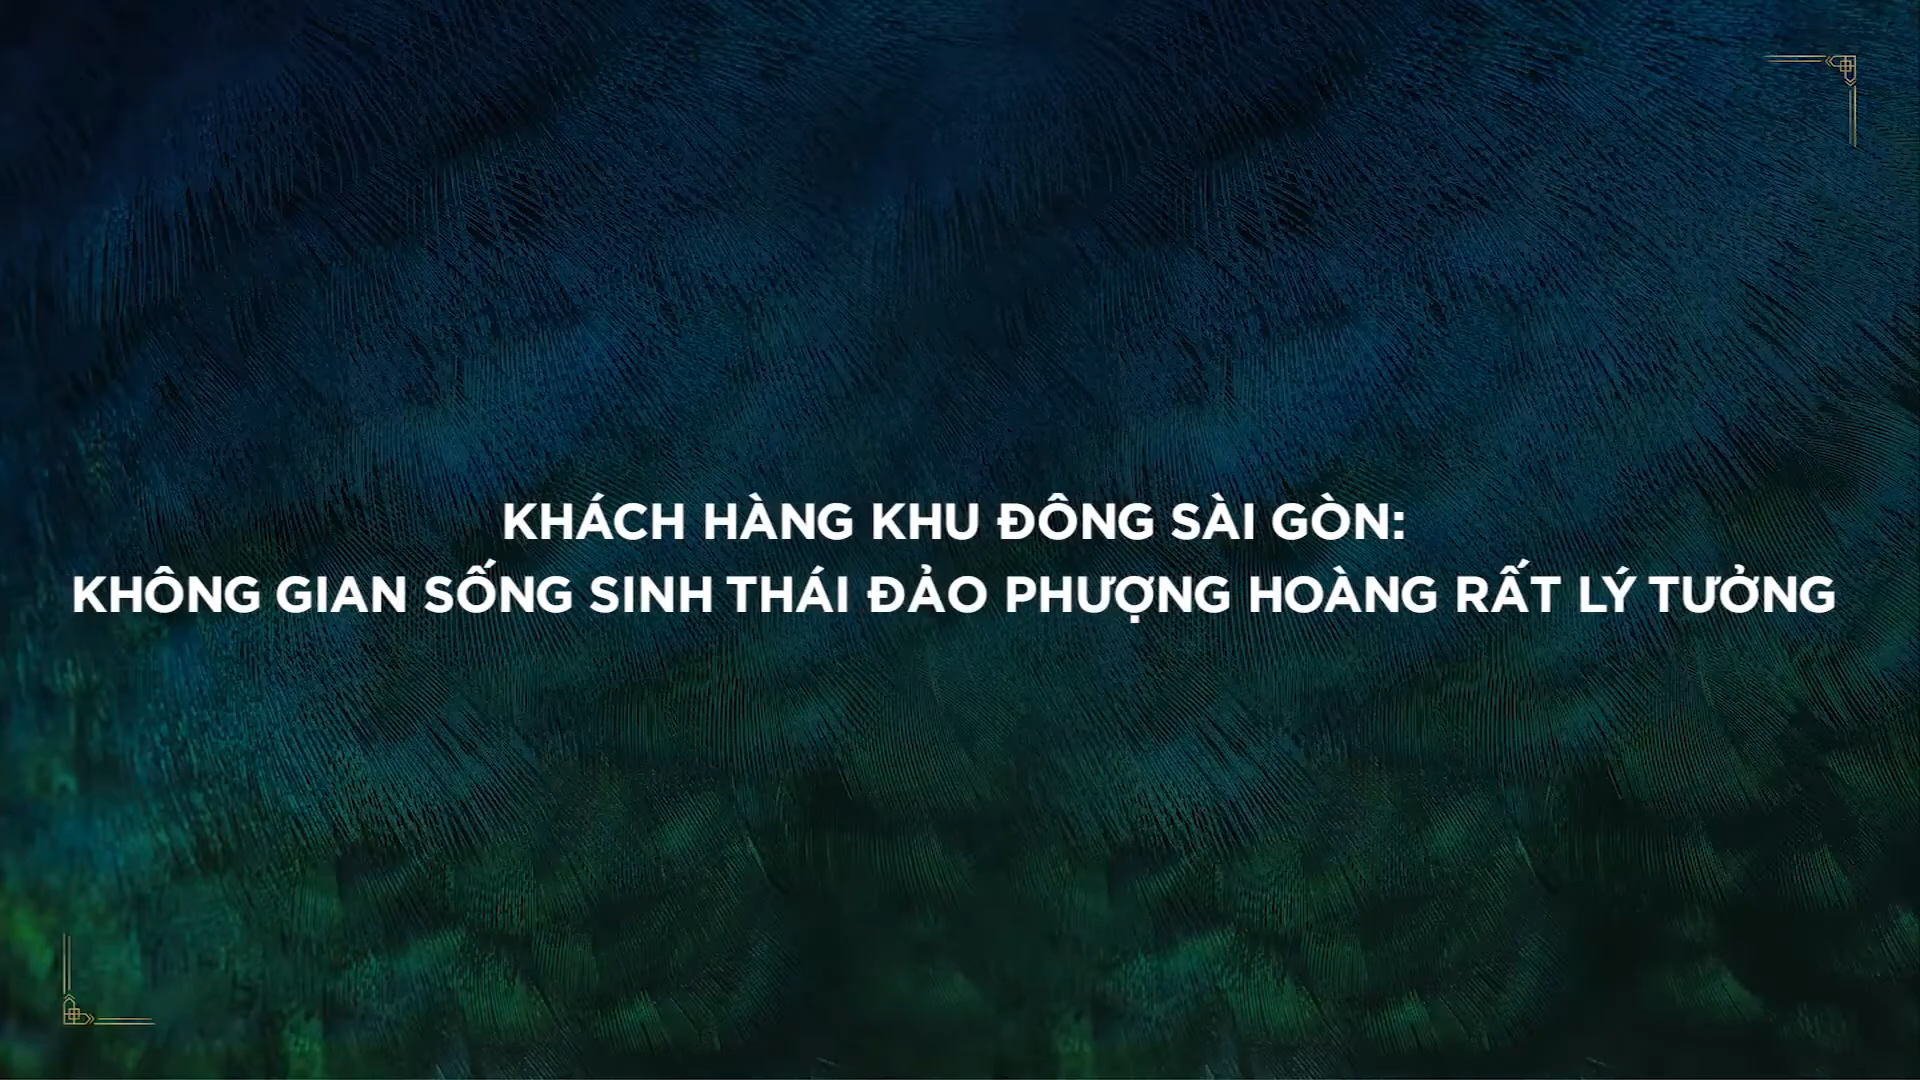 KHÁCH HÀNG KHU ĐÔNG SÀI GÒN:
KHÔNG GIAN SỐNG SINH THÁI ĐẢO PHƯỢNG HOÀNG RẤT LÝ TƯỞNG